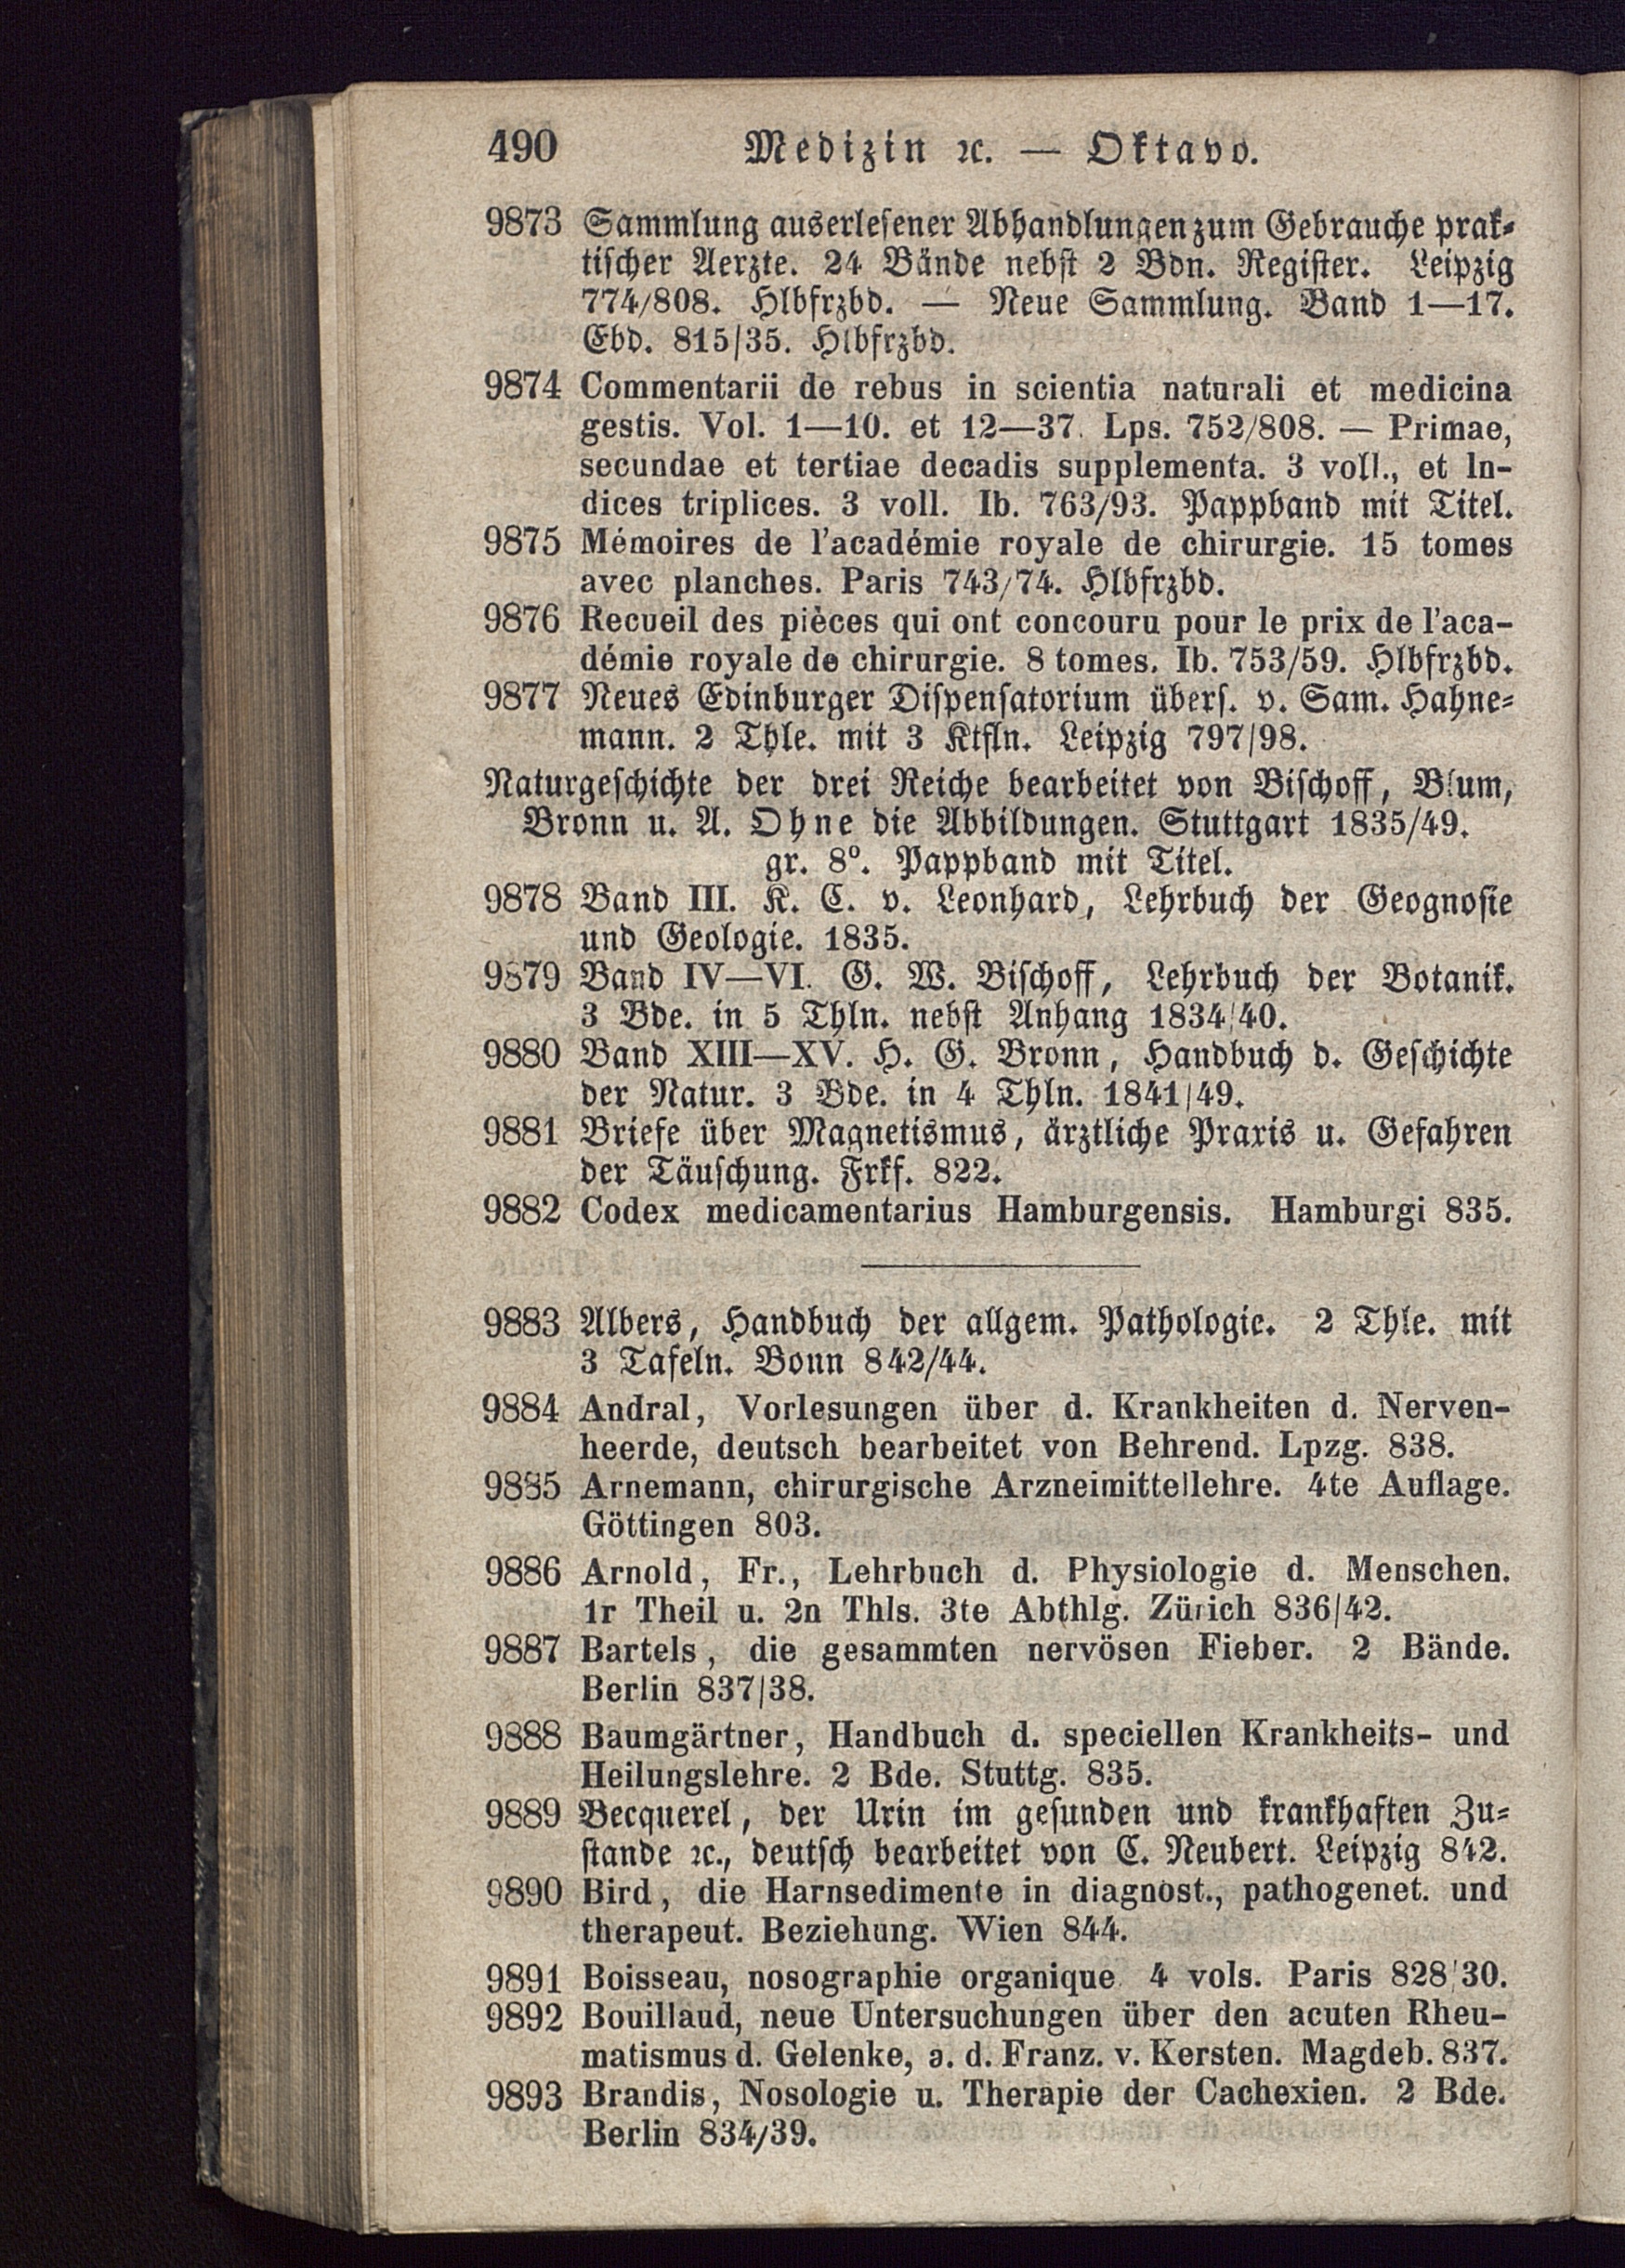 490 Medizin ꝛc. — Oktavo.
9873 Sammlung auserlesener Abhandlungen zum Gebrauche prak-
tischer Aerzte. 24 Bände nebst 2 Bdn. Register. Leipzig
774/808. Hlbfrzbd. — Neue Sammlung. Band 1—17.
Ebd. 815/35. Hlbfrzbd.
9874 Commentarii de rebus in scientia naturali et medicina
gestis. Vol. 1—10. et 12—37. Lps. 752/808. — Primae,
secundae et tertiae decadis supplementa. 3 voll., et In-
dices triplices. 3 voll. Ib. 763/93. Pappband mit Titel.
9875 Mémoires de l'académie royale de chirurgie. 15 tomes
avec planches. Paris 743/74. Hlbfrzbd.
9876 Recueil des pièces qui ont concouru pour le prix de l'aca-
démie royale de chirurgie. 8 tomes. Ib. 753/59. Hlbfrzbd.
9877 Neues Edinburger Dispensatorium übers. v. Sam. Hahne-
mann. 2 Thle. mit 3 Ktfln. Leipzig 797/98.
Naturgeschichte der drei Reiche bearbeitet von Bischoff, Blum,
Bronn u. A. Ohne die Abbildungen. Stuttgart 1835/49.
gr. 8°. Pappband mit Titel.
9878 Band III. K. C. v. Leonhard, Lehrbuch der Geognosie
und Geologie. 1835.
9879 Band IV—VI. G. W. Bischoff, Lehrbuch der Botanik.
3 Bde. in 5 Thln. nebst Anhang 1834/40.
9880 Band XIII—XV. H. G. Bronn, Handbuch d. Geschichte
der Natur. 3 Bde. in 4 Thln. 1841/49.
9881 Briefe über Magnetismus, ärztliche Praxis u. Gefahren
der Täuschung. Frkf. 822.
9882 Codex medicamentarius Hamburgensis. Hamburgi 835.
9883 Albers, Handbuch der allgem. Pathologie. 2 Thle. mit
3 Tafeln. Bonn 842/44.
9884 Andral, Vorlesungen über d. Krankheiten d. Nerven-
heerde, deutsch bearbeitet von Behrend. Lpzg. 838.
9885 Arnemann, chirurgische Arzneimittellehre. 4te Auflage.
Göttingen 803.
9886 Arnold, Fr., Lehrbuch d. Physiologie d. Menschen.
1r Theil u. 2n Thls. 3te Abthlg. Zürich 836/42.
9887 Bartels, die gesammten nervösen Fieber. 2 Bände.
Berlin 837/38.
9888 Baumgärtner, Handbuch d. speciellen Krankheits- und
Heilungslehre. 2 Bde. Stuttg. 835.
9889 Becquerel, der Urin im gesunden und krankhaften Zu-
stande ꝛc., deutsch bearbeitet von C. Neubert. Leipzig 842.
9890 Bird, die Harnsedimente in diagnost., pathogenet. und
therapeut. Beziehung. Wien 844.
9891 Boisseau, nosographie organique. 4 vols. Paris 828/30.
9892 Bouillaud, neue Untersuchungen über den acuten Rheu-
matismus d. Gelenke, a. d. Franz. v. Kersten. Magdeb. 837.
9893 Brandis, Nosologie u. Therapie der Cachexien. 2 Bde.
Berlin 834/39.